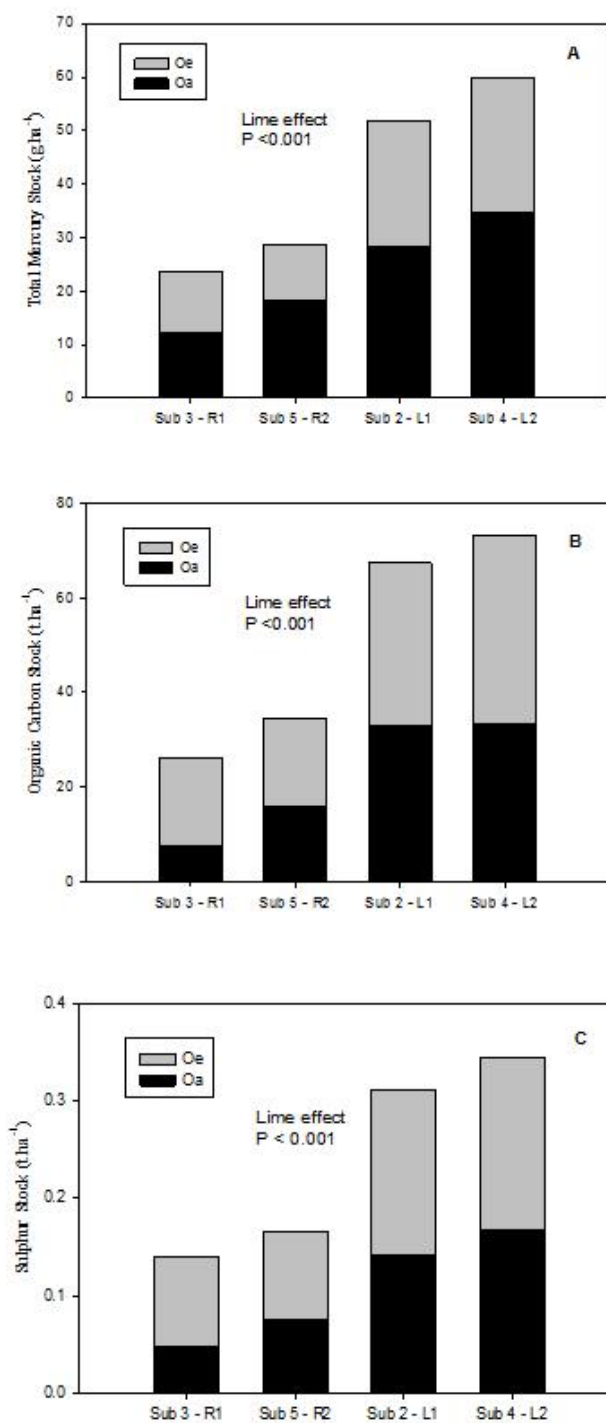 A
Oe
Oa
Lime effect
P <0.001
Total Mercury Stock (g.ha⁻¹)
70
60
50
40
30
20
10
0
Sub 3 - R1 Sub 5 - R2 Sub 2 - L1 Sub 4 - L2
B
Oe
Oa
Lime effect
P <0.001
Organic Carbon Stock (t.ha⁻¹)
80
60
40
20
0
Sub 3 - R1 Sub 5 - R2 Sub 2 - L1 Sub 4 - L2
C
Oe
Oa
Lime effect
P < 0.001
Sulphur Stock (t.ha⁻¹)
0.4
0.3
0.2
0.1
0.0
Sub 3 - R1 Sub 5 - R2 Sub 2 - L1 Sub 4 - L2